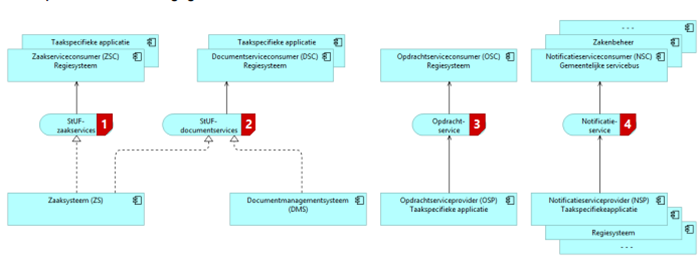 - - -
Taakspecifieke applicatie
Taakspecifieke applicatie
Zakenbeheer
Zaakserviceconsumer (ZSC)
Regiesysteem
Documentserviceconsumer (DSC)
Regiesysteem
Opdrachtserviceconsumer (OSC)
Regiesysteem
Notificatieserviceconsumer (NSC)
Gemeentelijke servicebus
StUF-
zaakservices
1
StUF-
documentservices
2
Opdracht-
service
3
Notificatie-
service
4
Zaaksysteem (ZS)
Documentmanagementsysteem
(DMS)
Opdrachtserviceprovider (OSP)
Taakspecifieke applicatie
Notificatieserviceprovider (NSP)
Taakspecifiekeapplicatie
Regiesysteem
- - -